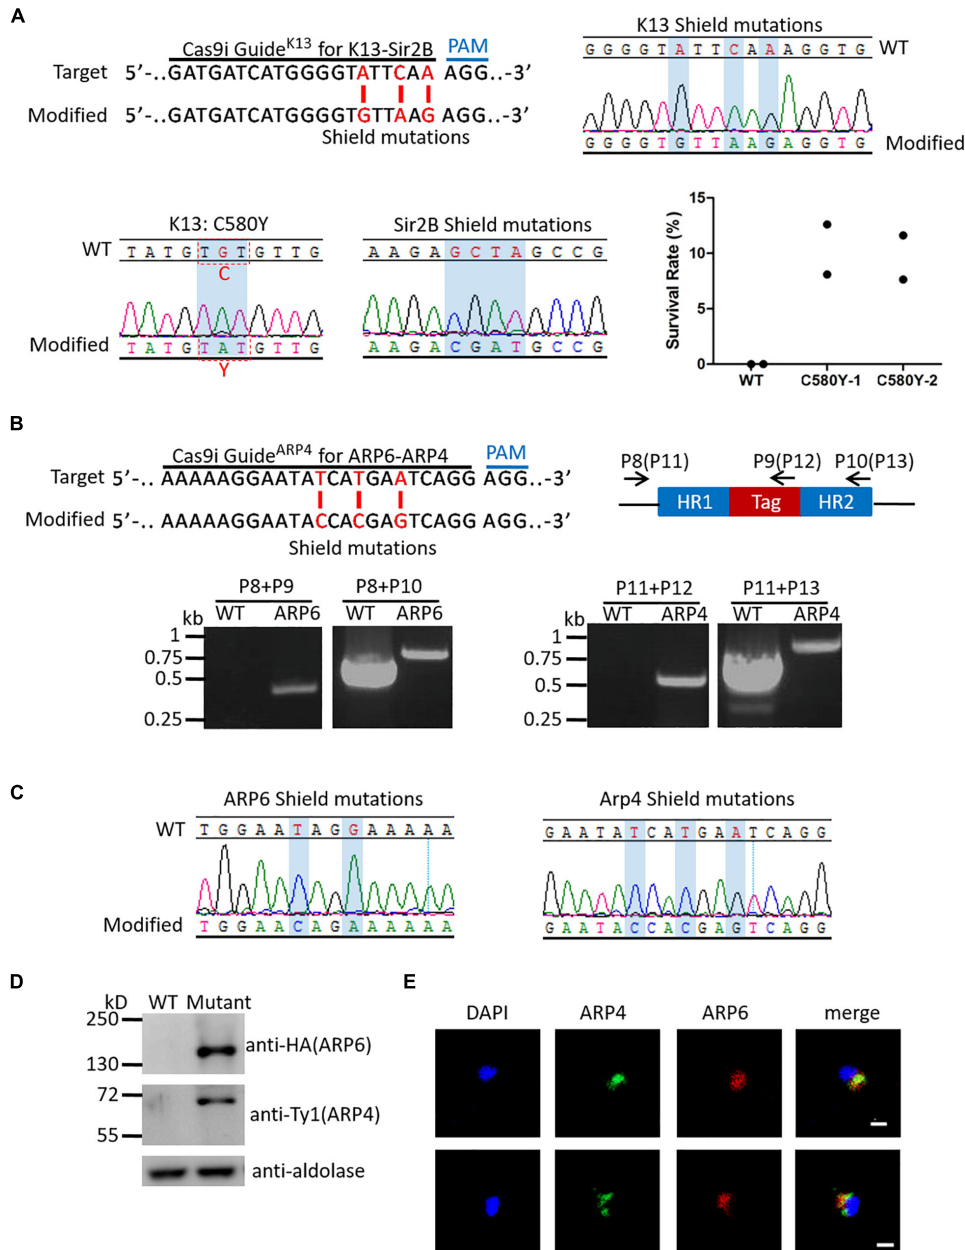 A
Cas9i Guide^K13 for K13-Sir2B PAM
Target 5’-..GATGATCATGGGGTATTCAA AGG..-3’
Modified 5’-..GATGATCATGGGGTGTTAAG AGG..-3’
Shield mutations
K13 Shield mutations
G G G G T A T T C A A A G G T G WT
G G G G T G T T A A G A G G T G Modified
K13: C580Y
WT T A T G T G T G T T G
C
Modified T A T G T A T G T T G
Y
Sir2B Shield mutations
A A G A G C T A G C C G
A A G A C G A T G C C G
Survival Rate (%)
15
10
5
0
WT C580Y-1 C580Y-2
B
Cas9i Guide^ARP4 for ARP6-ARP4 PAM
Target 5’-.. AAAAAGGAATATCATGAATCAGG AGG..-3’
Modified 5’-.. AAAAAGGAATACCACGAGTCAGG AGG..-3’
Shield mutations
P8(P11) P9(P12) P10(P13)
HR1 Tag HR2
P8+P9 P8+P10
kb WT ARP6 WT ARP6
1
0.75
0.5
0.25
P11+P12 P11+P13
kb WT ARP4 WT ARP4
1
0.75
0.5
0.25
C
ARP6 Shield mutations
WT T G G A A T A G G A A A A A
Modified T G G A A C A G A A A A A A
Arp4 Shield mutations
G A A T A T C A T G A A T C A G G
G A A T A C C A C G A G T C A G G
D
kD WT Mutant
250
130
anti-HA(ARP6)
72
55
anti-Ty1(ARP4)
anti-aldolase
E
DAPI ARP4 ARP6 merge